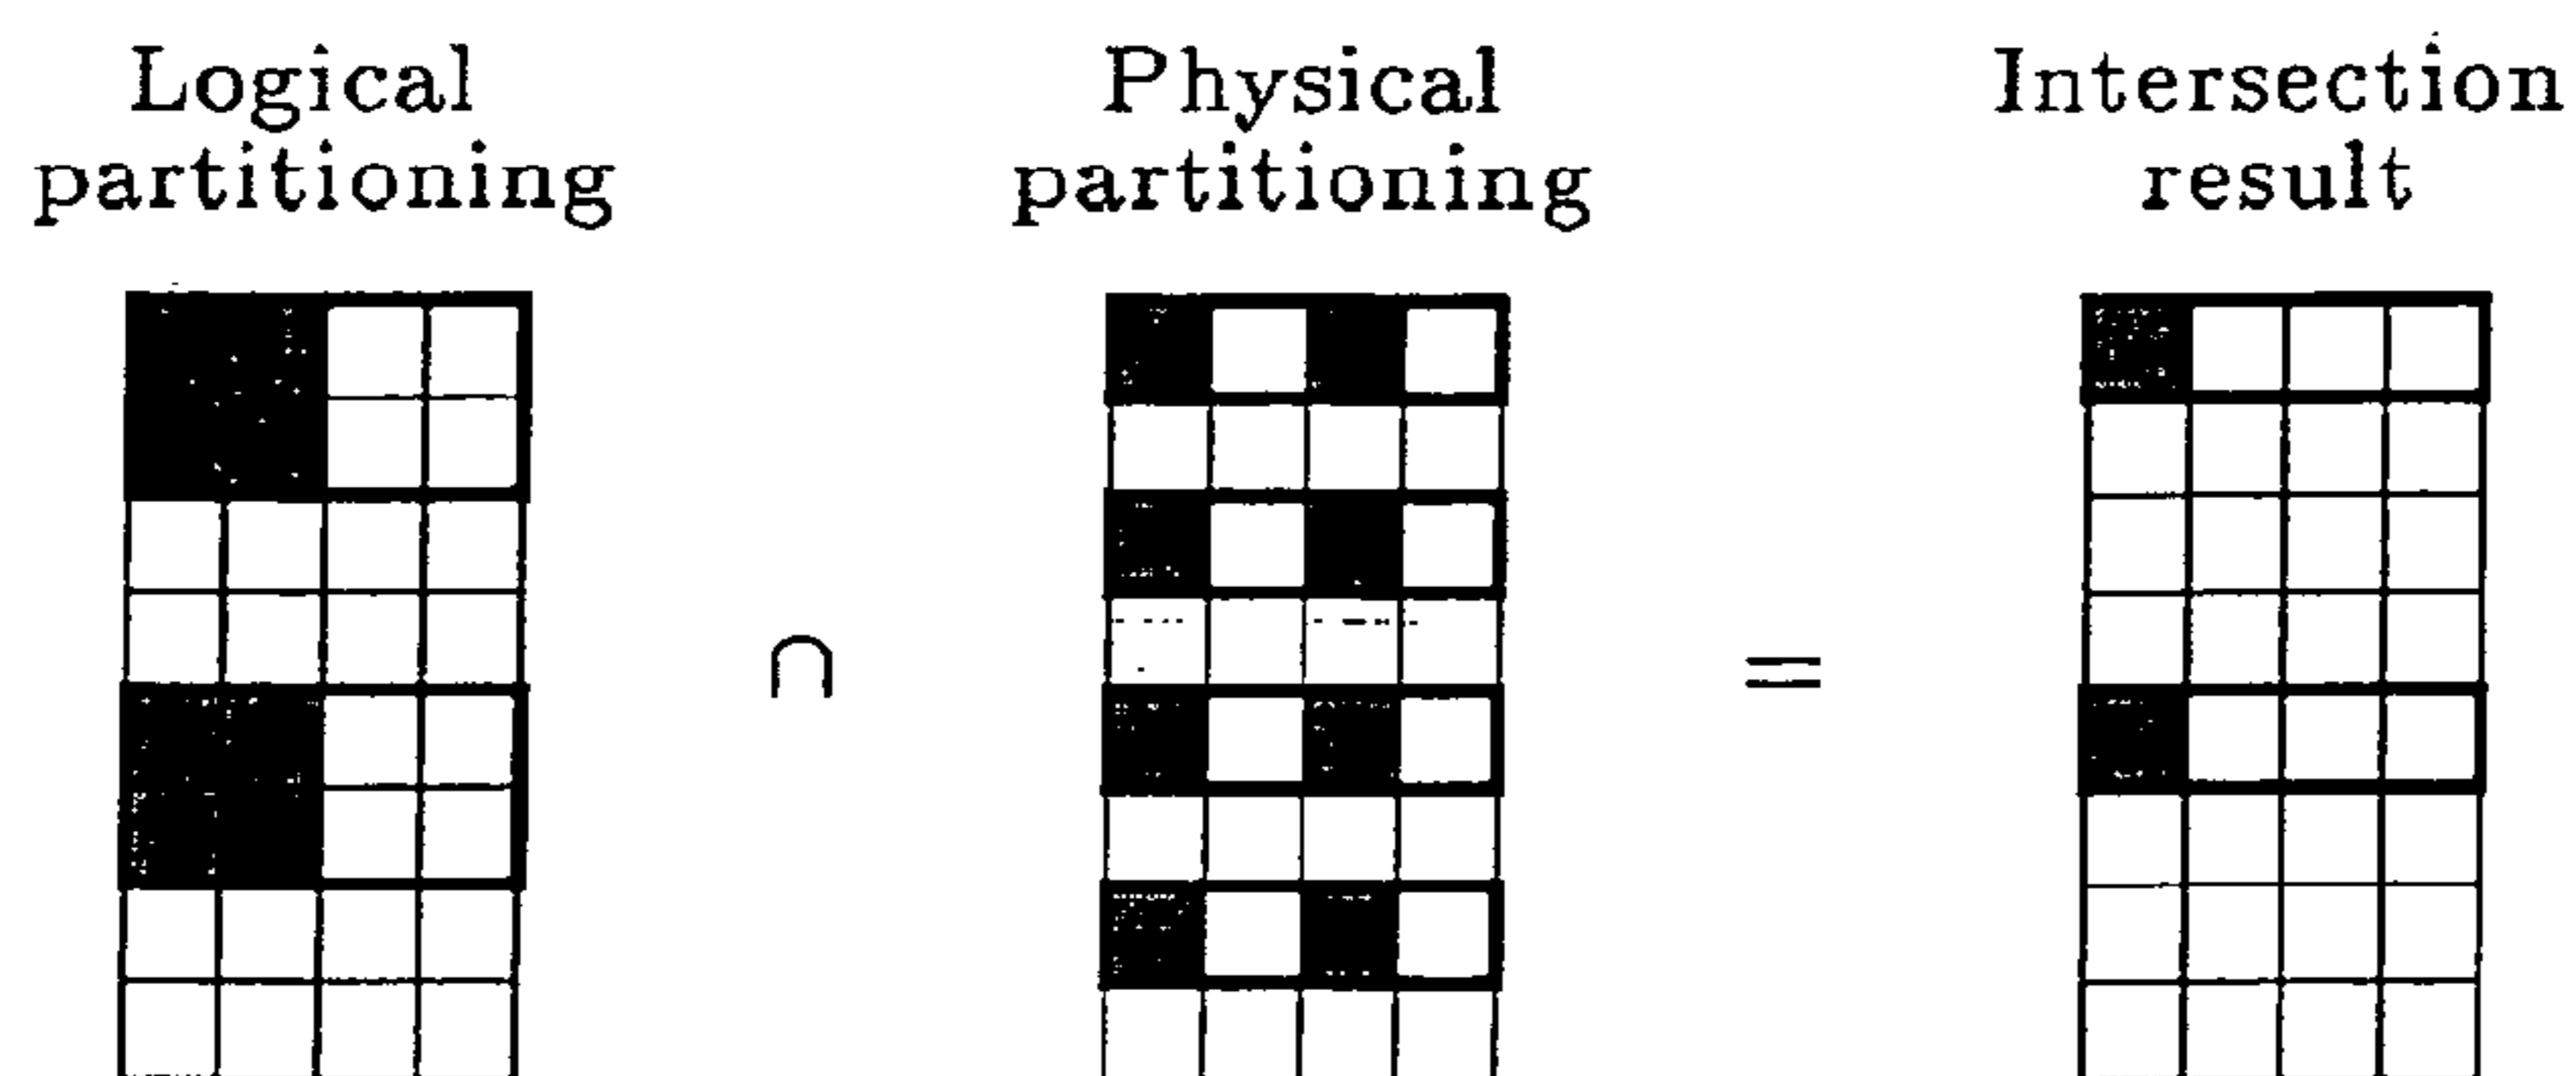 Logical
partitioning
Physical
partitioning
Intersection
result
∩
=